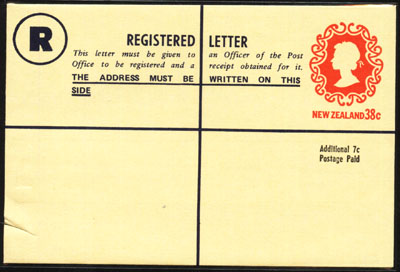 R
REGISTERED LETTER
This letter must be given to an Officer of the Post
Office to be registered and a receipt obtained for it.
THE ADDRESS MUST BE WRITTEN ON THIS
SIDE
NEW ZEALAND 38c
Additional 7c
Postage Paid